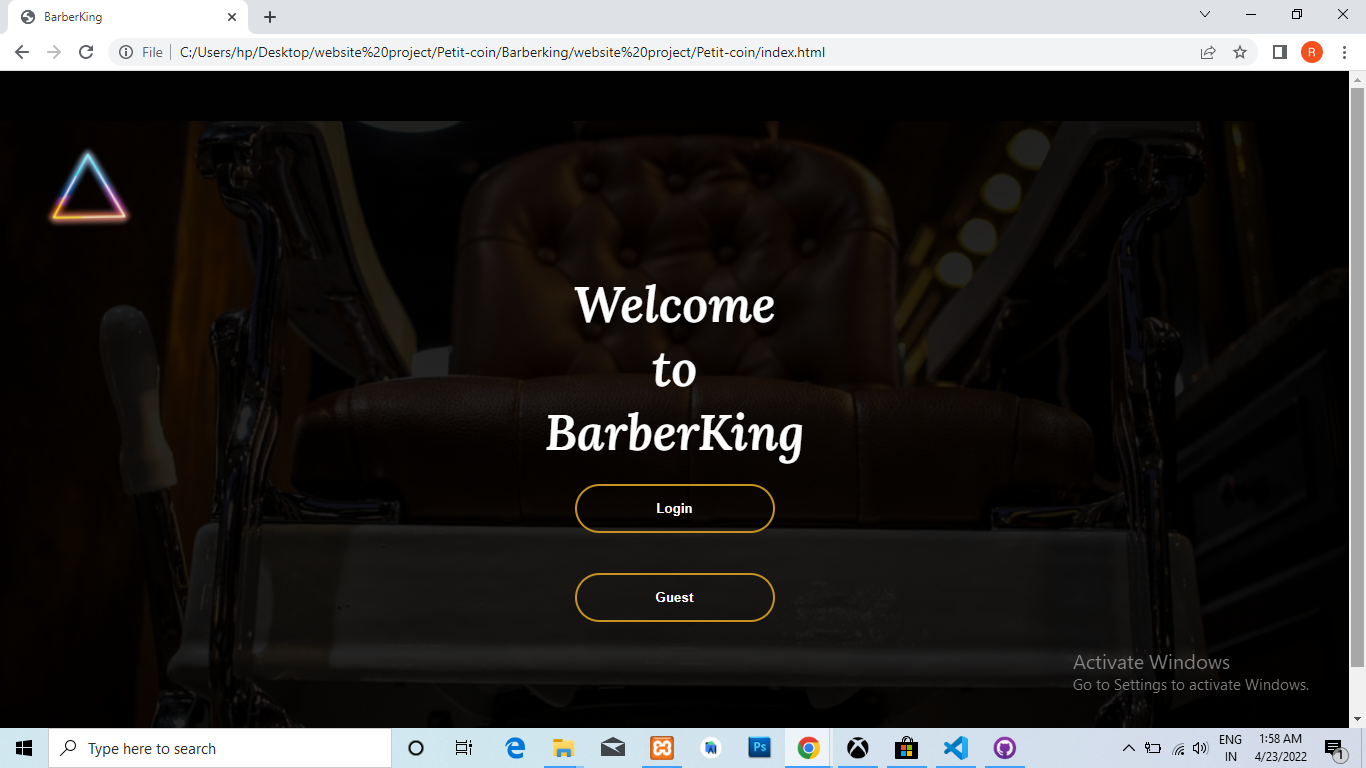 BarberKing
File
C:/Users/hp/Desktop/website%20project/Petit-coin/Barberking/website%20project/Petit-coin/index.html
R
Welcome
to
BarberKing
Login
Guest
Activate Windows
Go to Settings to activate Windows.
Type here to search
Ps
ENG
IN
1:58 AM
4/23/2022
1